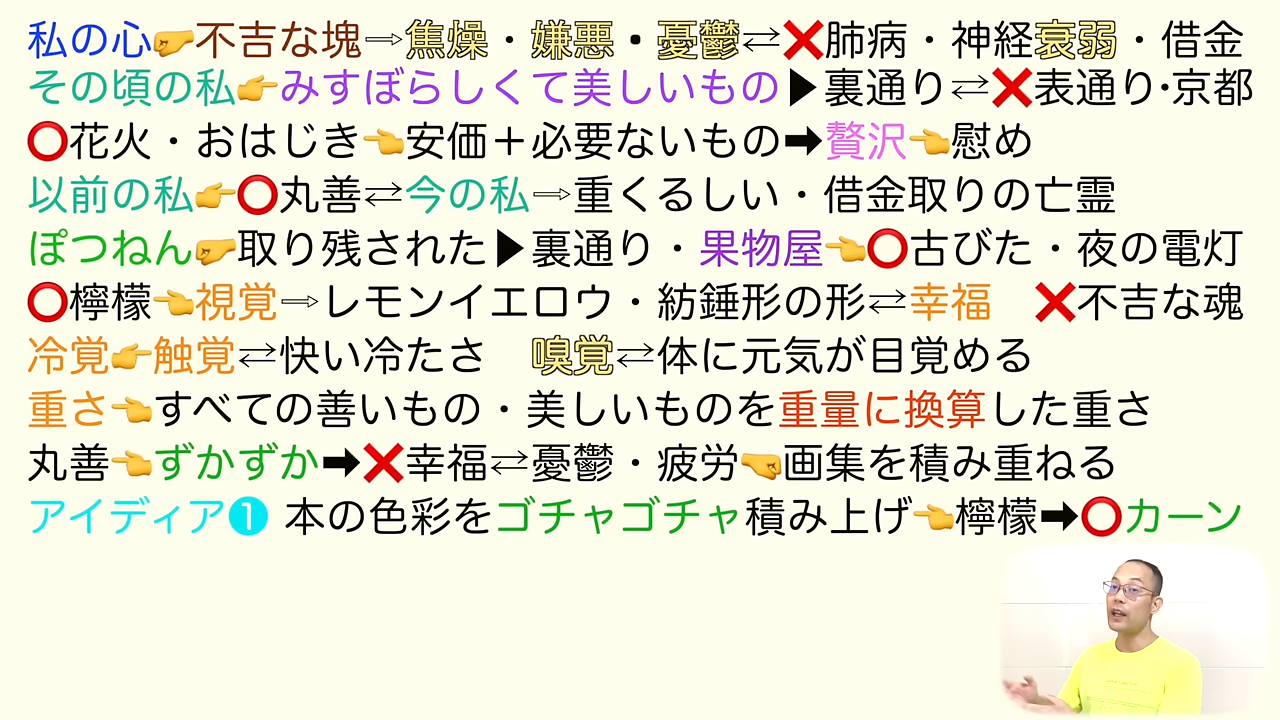 私の心👉不吉な塊⇨焦燥・嫌悪・憂鬱⇄❌肺病・神経衰弱・借金
その頃の私👉みすぼらしくて美しいもの▶裏通り⇄❌表通り・京都
⭕花火・おはじき👈安価＋必要ないもの➡贅沢👈慰め
以前の私👉⭕丸善⇄今の私⇨重くるしい・借金取りの亡霊
ぽつねん👉取り残された▶裏通り・果物屋👈⭕古びた・夜の電灯
⭕檸檬👈視覚⇨レモンイエロウ・紡錘形の形⇄幸福　❌不吉な魂
冷覚👉触覚⇄快い冷たさ　嗅覚⇄体に元気が目覚める
重さ👈すべての善いもの・美しいものを重量に換算した重さ
丸善👈ずかずか➡❌幸福⇄憂鬱・疲労👈画集を積み重ねる
アイディア❶ 本の色彩をゴチャゴチャ積み上げ👈檸檬➡⭕カーン